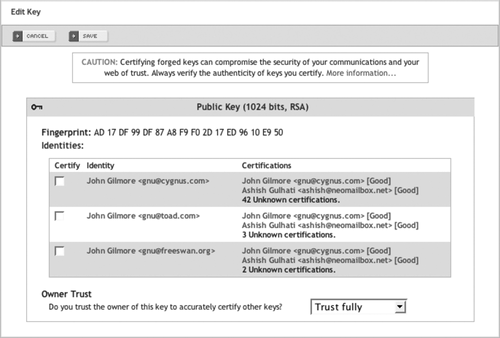 Edit Key
CANCEL SAVE
CAUTION: Certifying forged keys can compromise the security of your communications and your
web of trust. Always verify the authenticity of keys you certify. More information...
Public Key (1024 bits, RSA)
Fingerprint: AD 17 DF 99 DF 87 A8 F9 F0 2D 17 ED 96 10 E9 50
Identities:
Certify Identity Certifications
John Gilmore <gnu@cygnus.com> John Gilmore <gnu@cygnus.com> [Good]
Ashish Gulhati <ashish@neomailbox.net> [Good]
42 Unknown certifications.
John Gilmore <gnu@toad.com> John Gilmore <gnu@cygnus.com> [Good]
Ashish Gulhati <ashish@neomailbox.net> [Good]
3 Unknown certifications.
John Gilmore <gnu@freeswan.org> John Gilmore <gnu@cygnus.com> [Good]
Ashish Gulhati <ashish@neomailbox.net> [Good]
2 Unknown certifications.
Owner Trust
Do you trust the owner of this key to accurately certify other keys? Trust fully